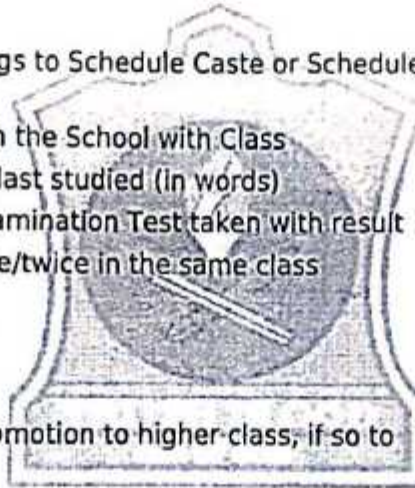 gs to Schedule Caste or Schedule
n the School with Class
last studied (in words)
amination Test taken with result
e/twice in the same class
omotion to higher class, if so to